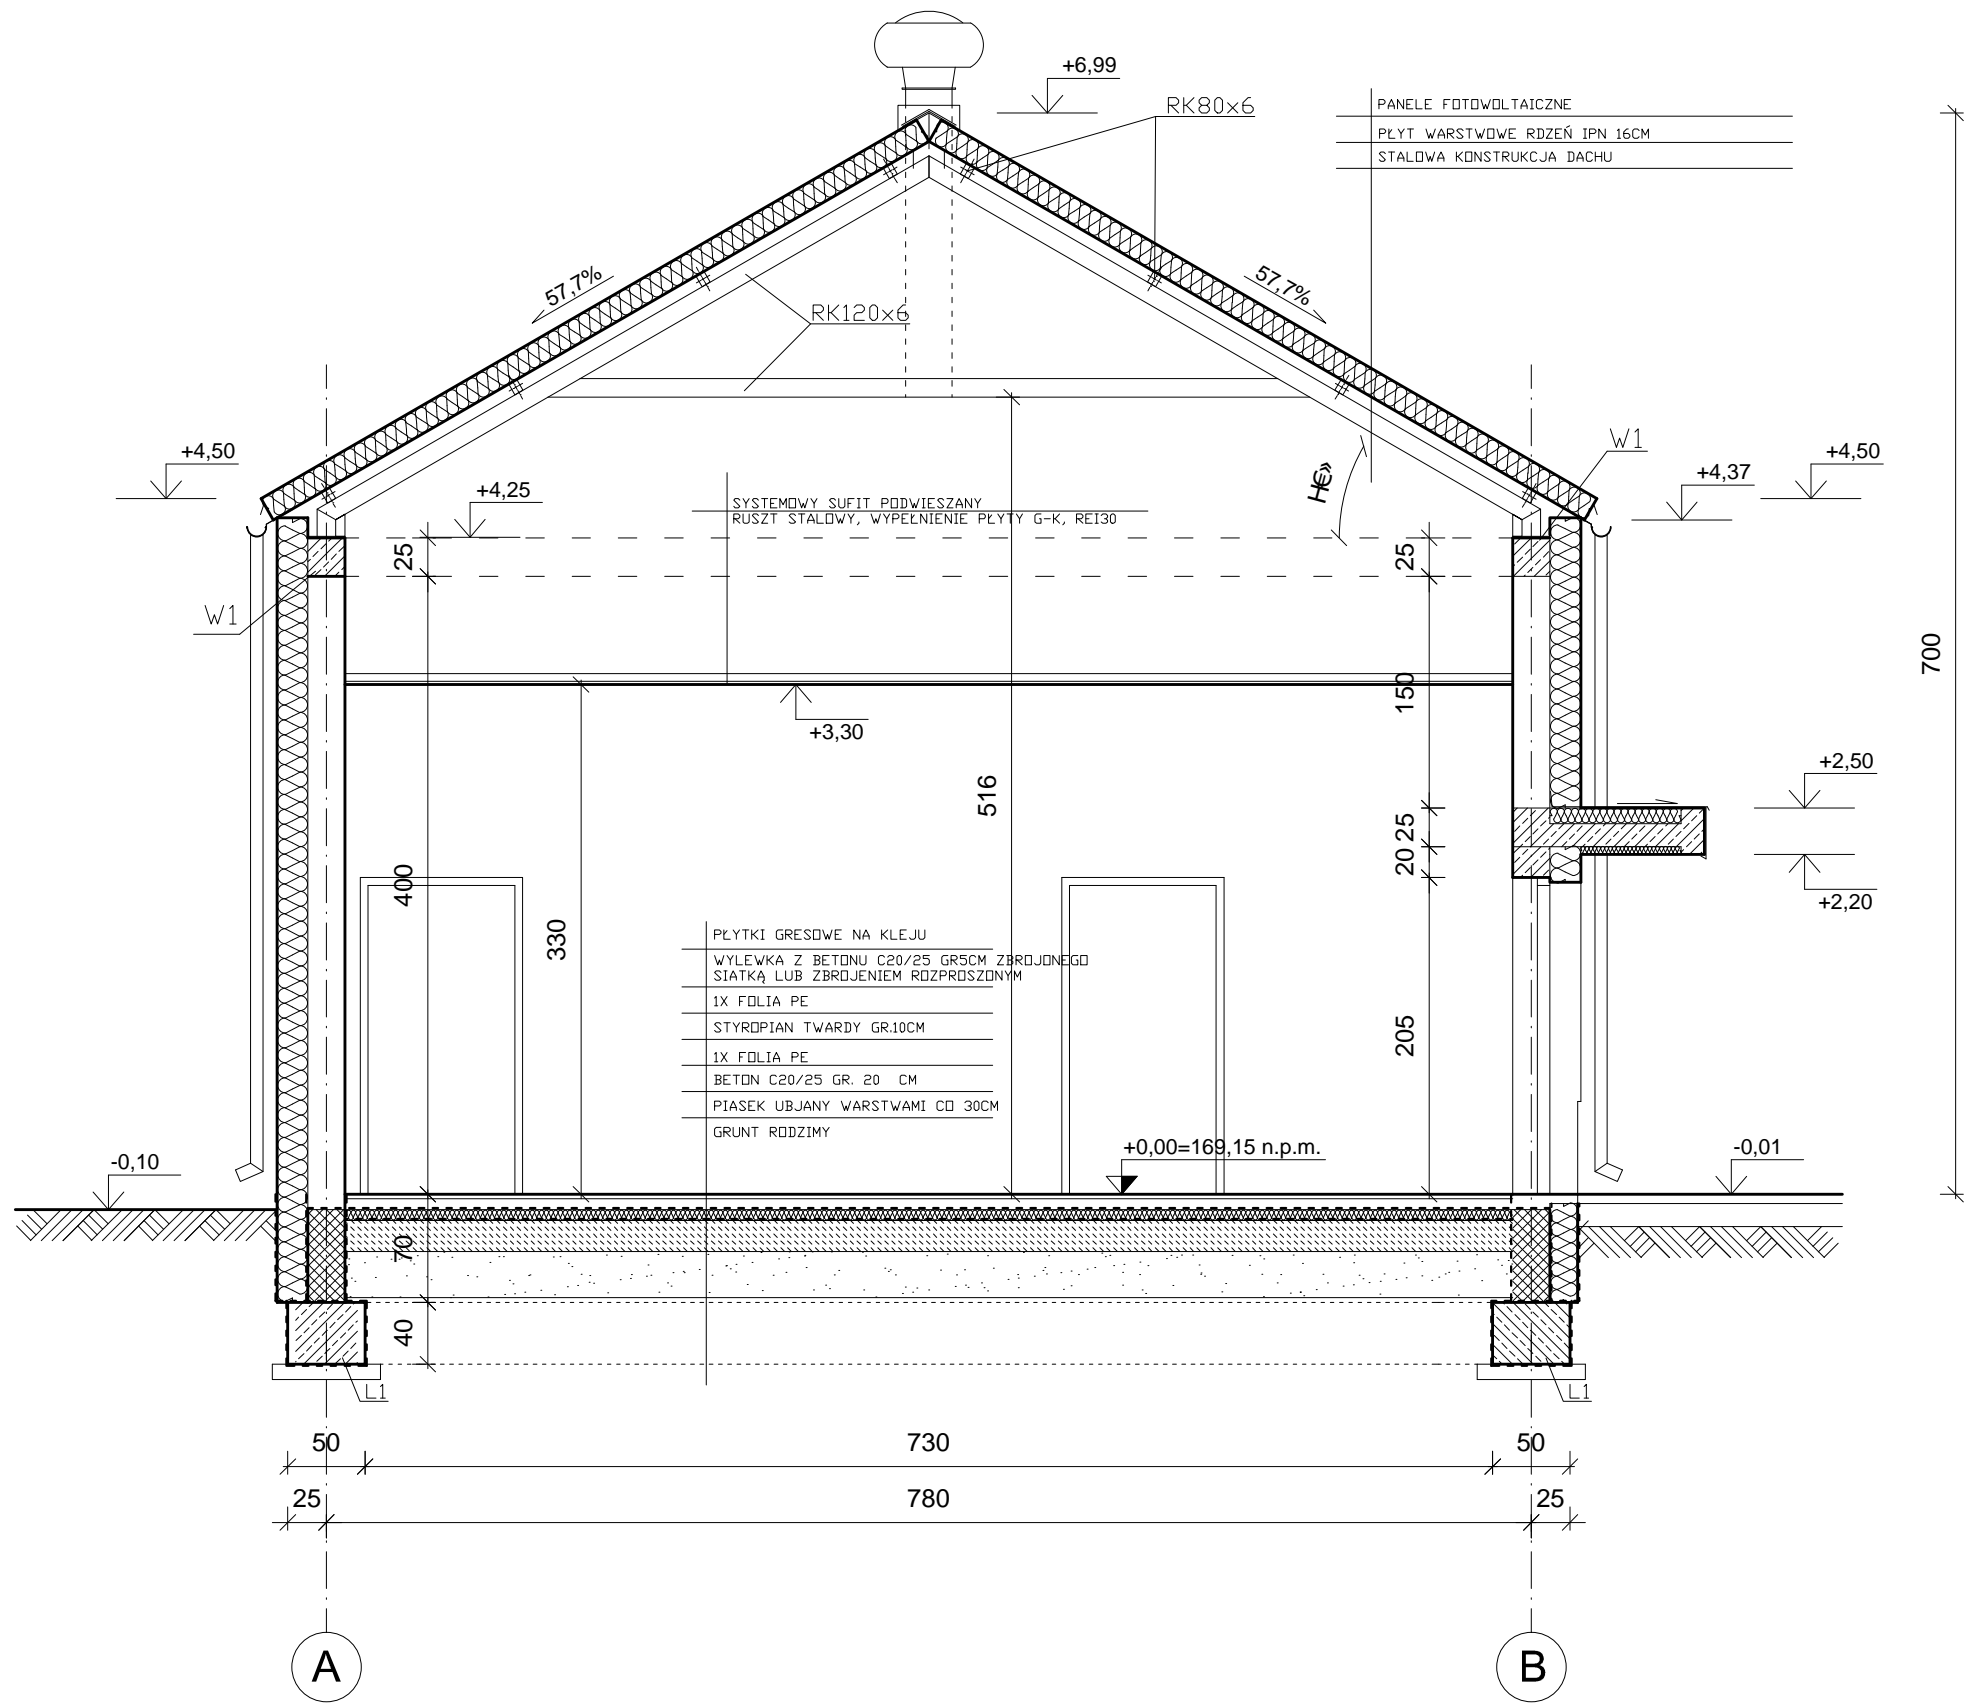 +6,99
RK80x6
PANELE FOTOWOLTAICZNE
PŁYT WARSTWOWE RDZEŃ IPN 16CM
STALOWA KONSTRUKCJA DACHU
57,7%
57,7%
RK120x6
+4,50
+4,25
SYSTEMOWY SUFIT PODWIESZANY
RUSZT STALOWY, WYPEŁNIENIE PŁYTY G-K, REI30
W1
+4,37
+4,50
25
25
W1
700
150
+3,30
+2,50
516
25
20
+2,20
400
330
PŁYTKI GRESOWE NA KLEJU
WYLEWKA Z BETONU C20/25 GR5CM ZBROJONEGO
SIATKĄ LUB ZBROJENIEM ROZPROSZONYM
1X FOLIA PE
STYROPIAN TWARDY GR.10CM
1X FOLIA PE
BETON C20/25 GR. 20 CM
PIASEK UBJANY WARSTWAMI CO 30CM
GRUNT RODZIMY
205
-0,10
+0,00=169,15 n.p.m.
-0,01
70
40
L1
L1
50
730
50
25
780
25
A
B